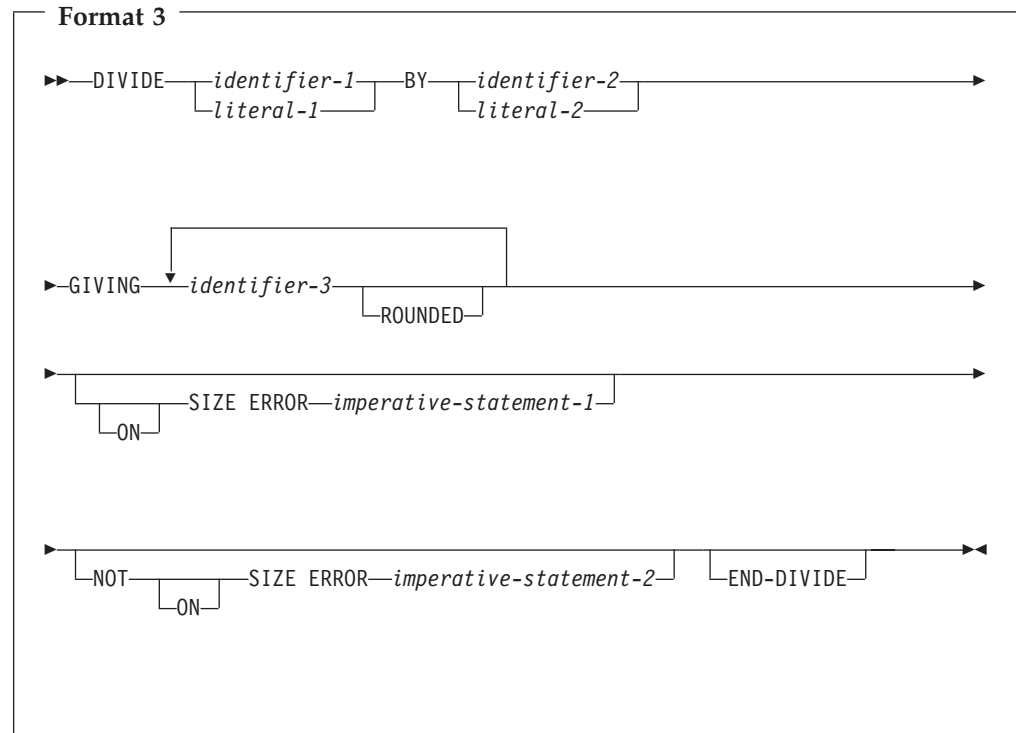 Format 3
DIVIDE identifier-1 BY identifier-2
literal-1 literal-2
GIVING identifier-3
ROUNDED
SIZE ERROR imperative-statement-1
ON
NOT SIZE ERROR imperative-statement-2 END-DIVIDE
ON